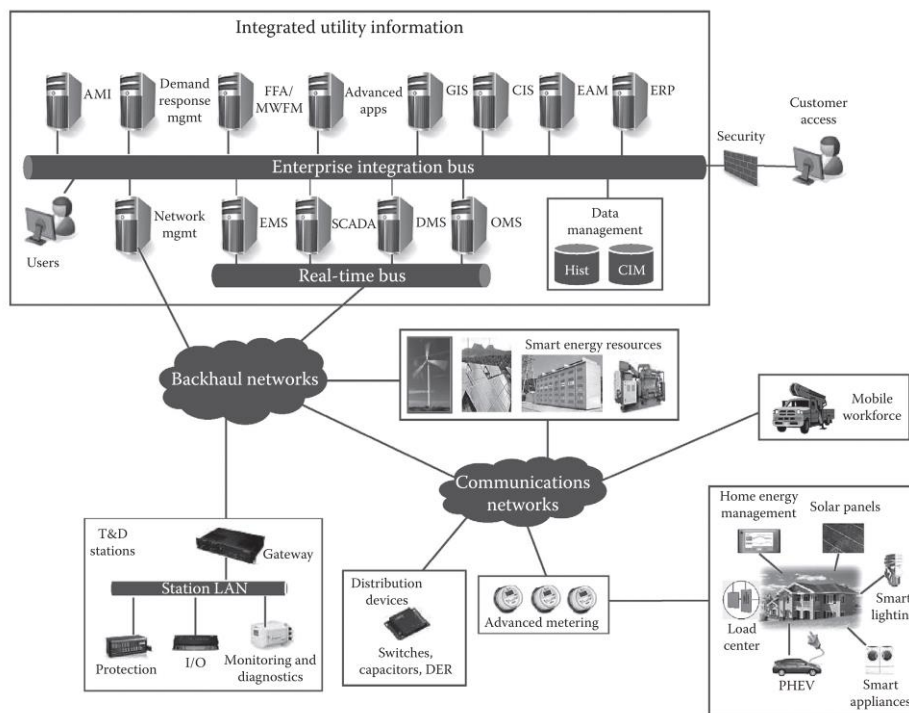 Integrated utility information
AMI
Demand
response
mgmt
FFA/
MWFM
Advanced
apps
GIS
CIS
EAM
ERP
Customer
access
Security
Enterprise integration bus
Users
Network
mgmt
EMS
SCADA
DMS
OMS
Data
management
Hist
CIM
Real-time bus
Backhaul networks
Smart energy resources
Mobile
workforce
Communications
networks
T&D
stations
Gateway
Station LAN
Protection
I/O
Monitoring and
diagnostics
Distribution
devices
Switches,
capacitors, DER
Advanced metering
Home energy
management
Solar panels
Load
center
Smart
lighting
PHEV
Smart
appliances